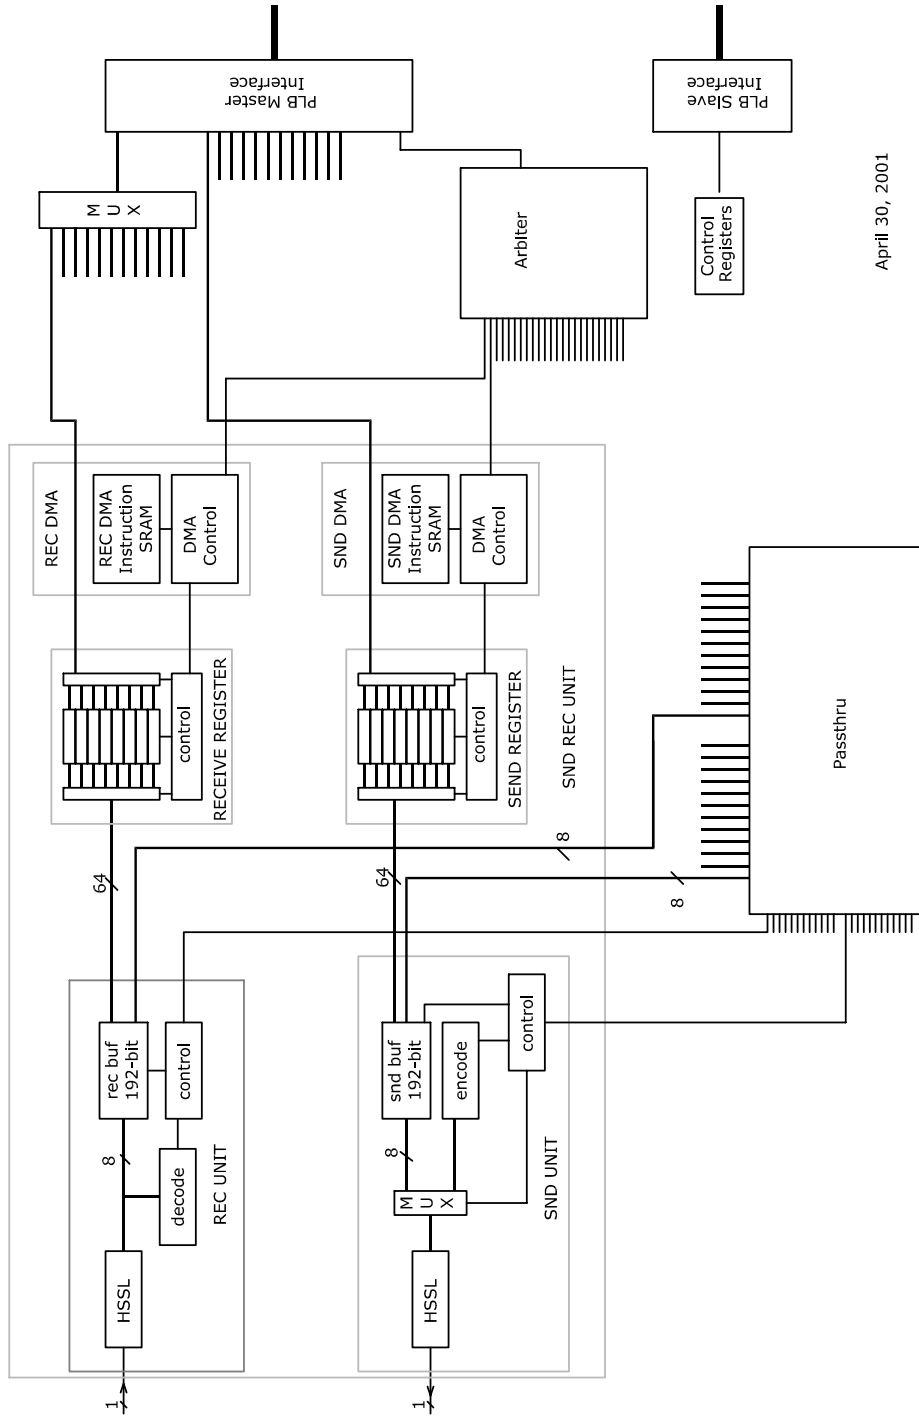 PLB Master
Interface
PLB Slave
Interface
M
U
X
Arbiter
Control
Registers
April 30, 2001
REC DMA
REC DMA
Instruction
SRAM
DMA
Control
SND DMA
SND DMA
Instruction
SRAM
DMA
Control
control
RECEIVE REGISTER
control
SEND REGISTER
SND REC UNIT
Passthru
64
64
8
8
rec buf
192-bit
control
8
decode
REC UNIT
HSSL
1
snd buf
192-bit
encode
control
8
M
U
X
SND UNIT
HSSL
1